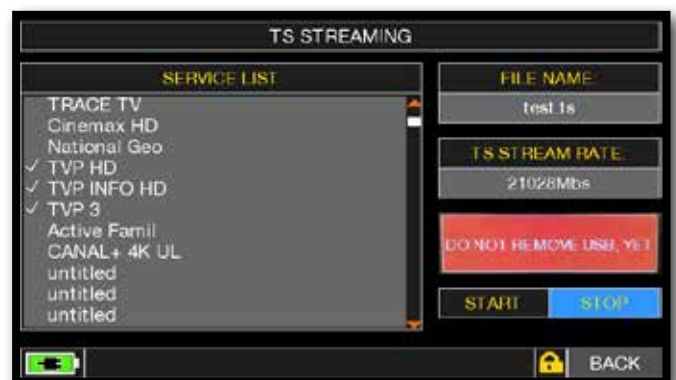 TS STREAMING
SERVICE LIST
TRACE TV
Cinemax HD
National Geo
✓ TVP HD
✓ TVP INFO HD
✓ TVP 3
Active Famil
CANAL+ 4K UL
untitled
untitled
untitled
FILE NAME:
test.ts
TS STREAM RATE:
21028Mbs
DO NOT REMOVE USB, YET
START STOP
BACK